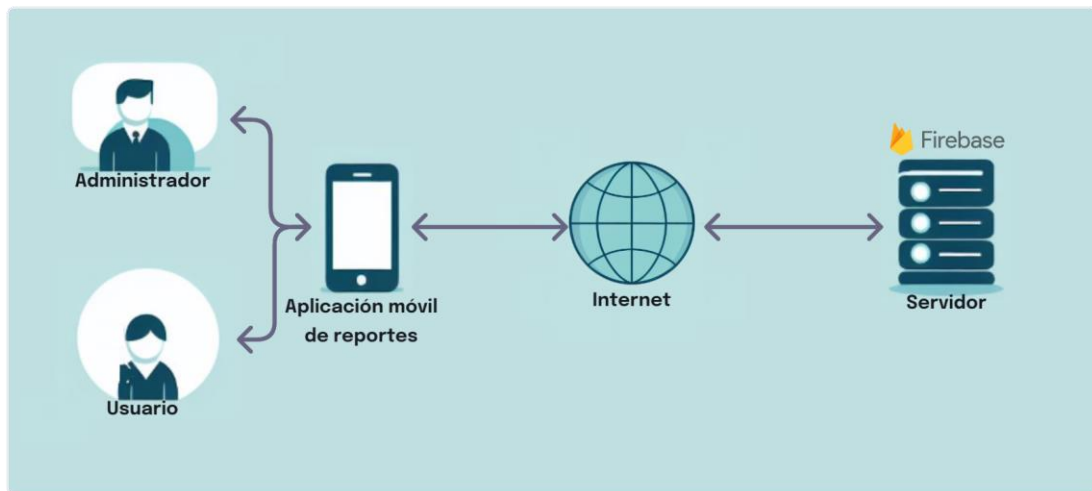 Administrador
Usuario
Aplicación móvil
de reportes
Internet
Firebase
Servidor